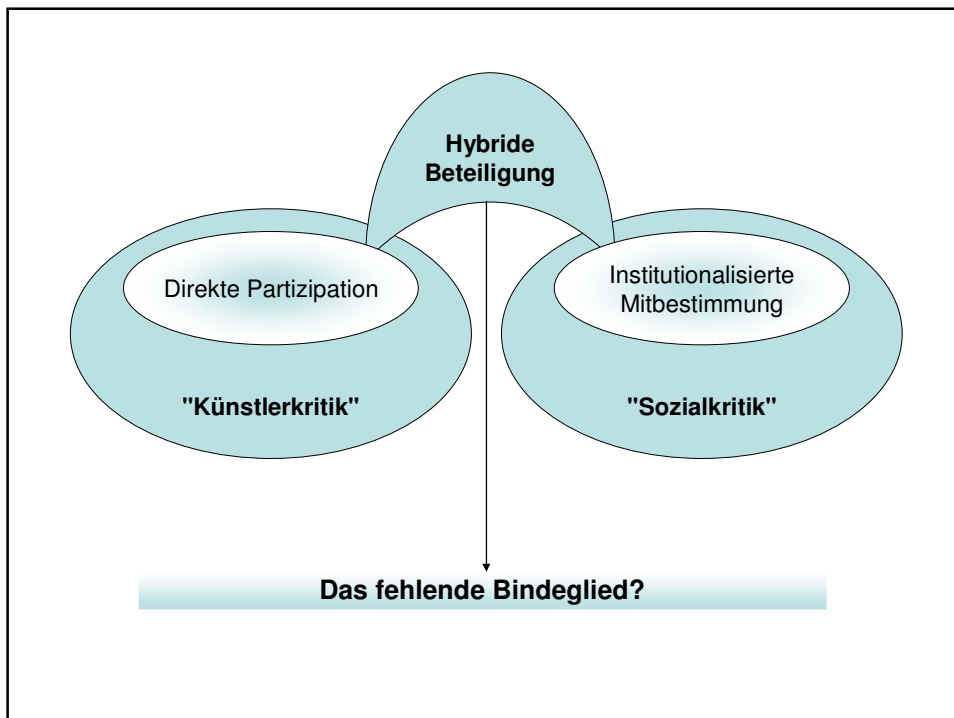 Hybride
Beteiligung
Direkte Partizipation
Institutionalisierte
Mitbestimmung
"Künstlerkritik"
"Sozialkritik"
Das fehlende Bindeglied?